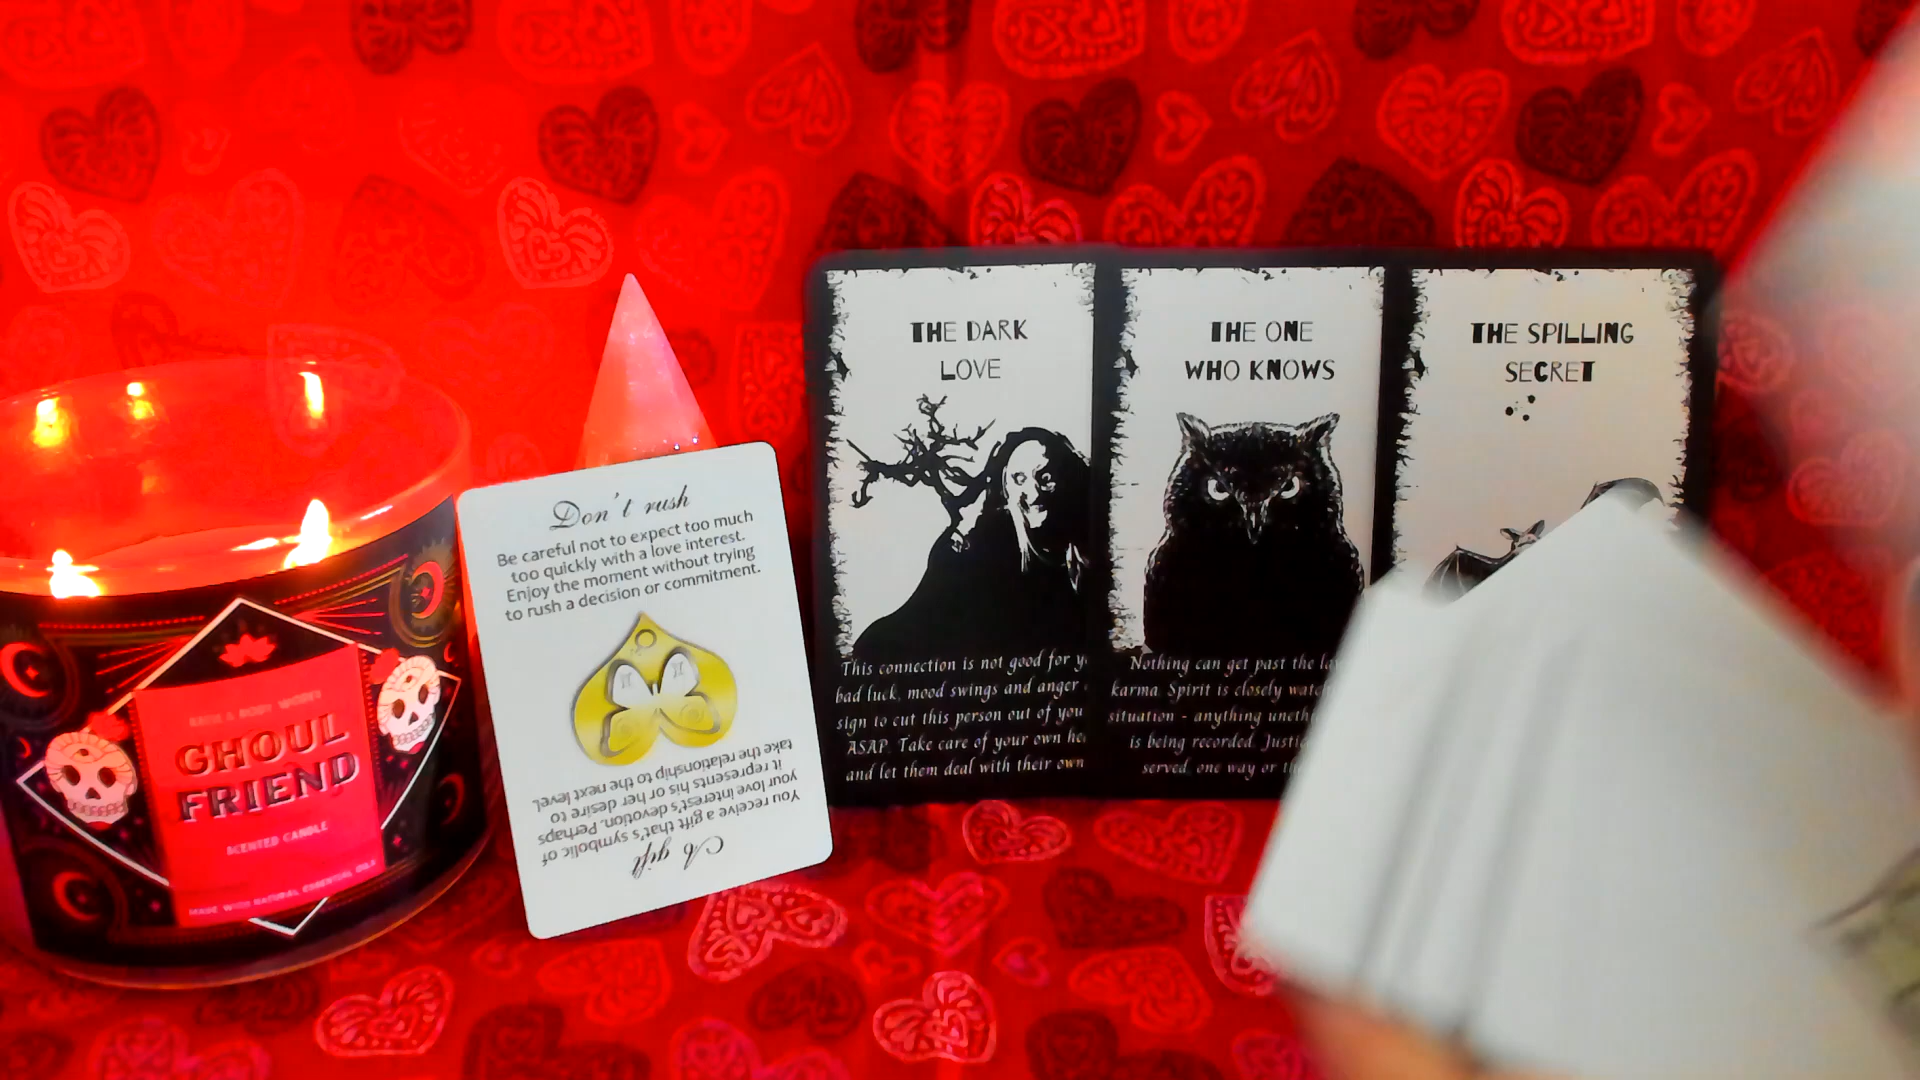 BATH & BODY WORKS
GHOUL
FRIEND
SCENTED CANDLE
MADE WITH NATURAL ESSENTIAL OILS
Don't rush
Be careful not to expect too much
too quickly with a love interest.
Enjoy the moment without trying
to rush a decision or commitment.
A gift
You receive a gift that's symbolic of
your love interest's devotion. Perhaps
it represents his or her desire to
take the relationship to the next level.
THE DARK
LOVE
This connection is not good for
bad luck, mood swings and anger
sign to cut this person out of
ASAP. Take care of your own
and let them deal with their own
THE ONE
WHO KNOWS
Nothing can get past the
karma. Spirit is closely
situation - anything
is being recorded.
served, one way or
THE SPILLING
SECRET